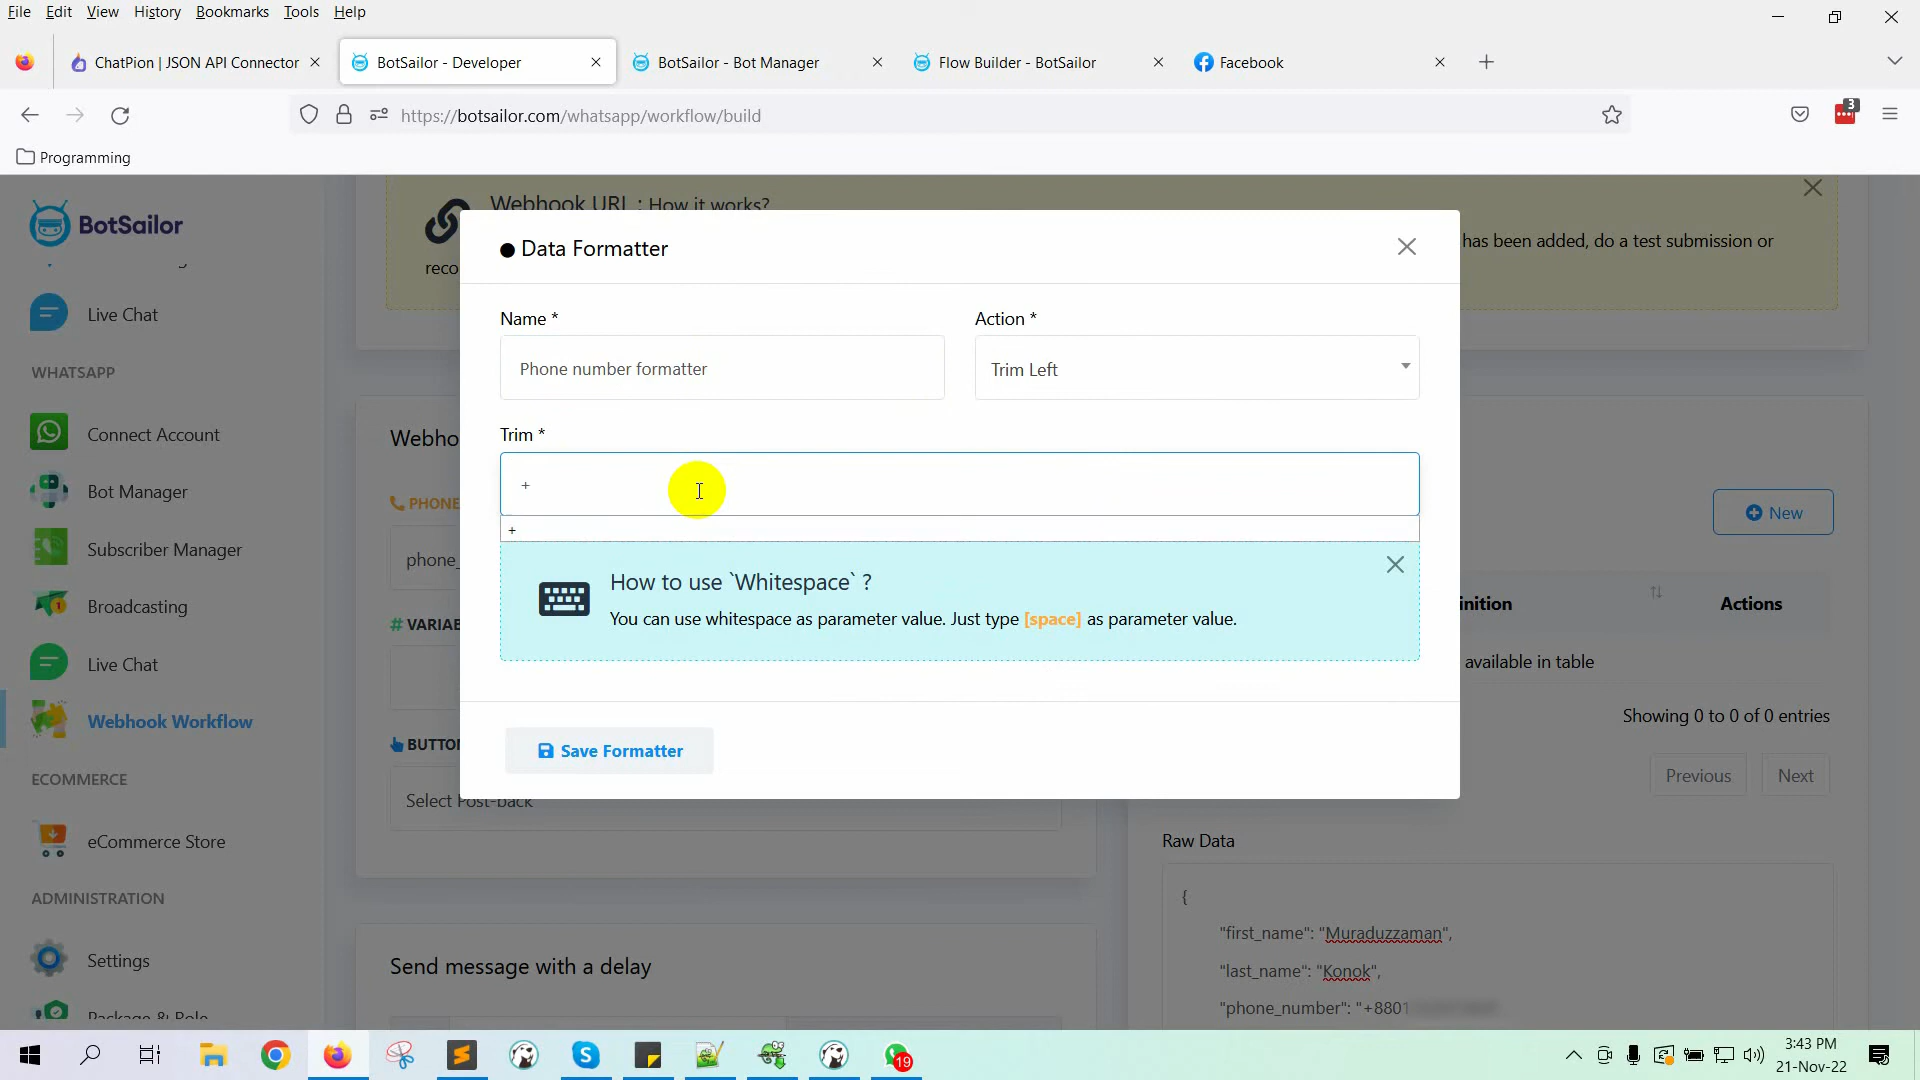 File Edit View History Bookmarks Tools Help
ChatPion | JSON API Connector
BotSailor - Developer
BotSailor - Bot Manager
Flow Builder - BotSailor
Facebook
https://botsailor.com/whatsapp/workflow/build
3
Programming
BotSailor
Live Chat
WHATSAPP
Connect Account
Bot Manager
Subscriber Manager
Broadcasting
Live Chat
Webhook Workflow
ECOMMERCE
eCommerce Store
ADMINISTRATION
Settings
Package & Role
Webhook URL : How it works?
has been added, do a test submission or
reco
Data Formatter
Name *
Action *
Phone number formatter
Trim Left
Trim *
+
+
How to use `Whitespace` ?
You can use whitespace as parameter value. Just type [space] as parameter value.
Save Formatter
Webho
PHONE
phone_
VARIAB
BUTTON
Select Post-back
Send message with a delay
New
inition
Actions
available in table
Showing 0 to 0 of 0 entries
Previous
Next
Raw Data
{
"first_name": "Muraduzzaman",
"last_name": "Konok",
"phone_number": "+8801
19
3:43 PM
21-Nov-22